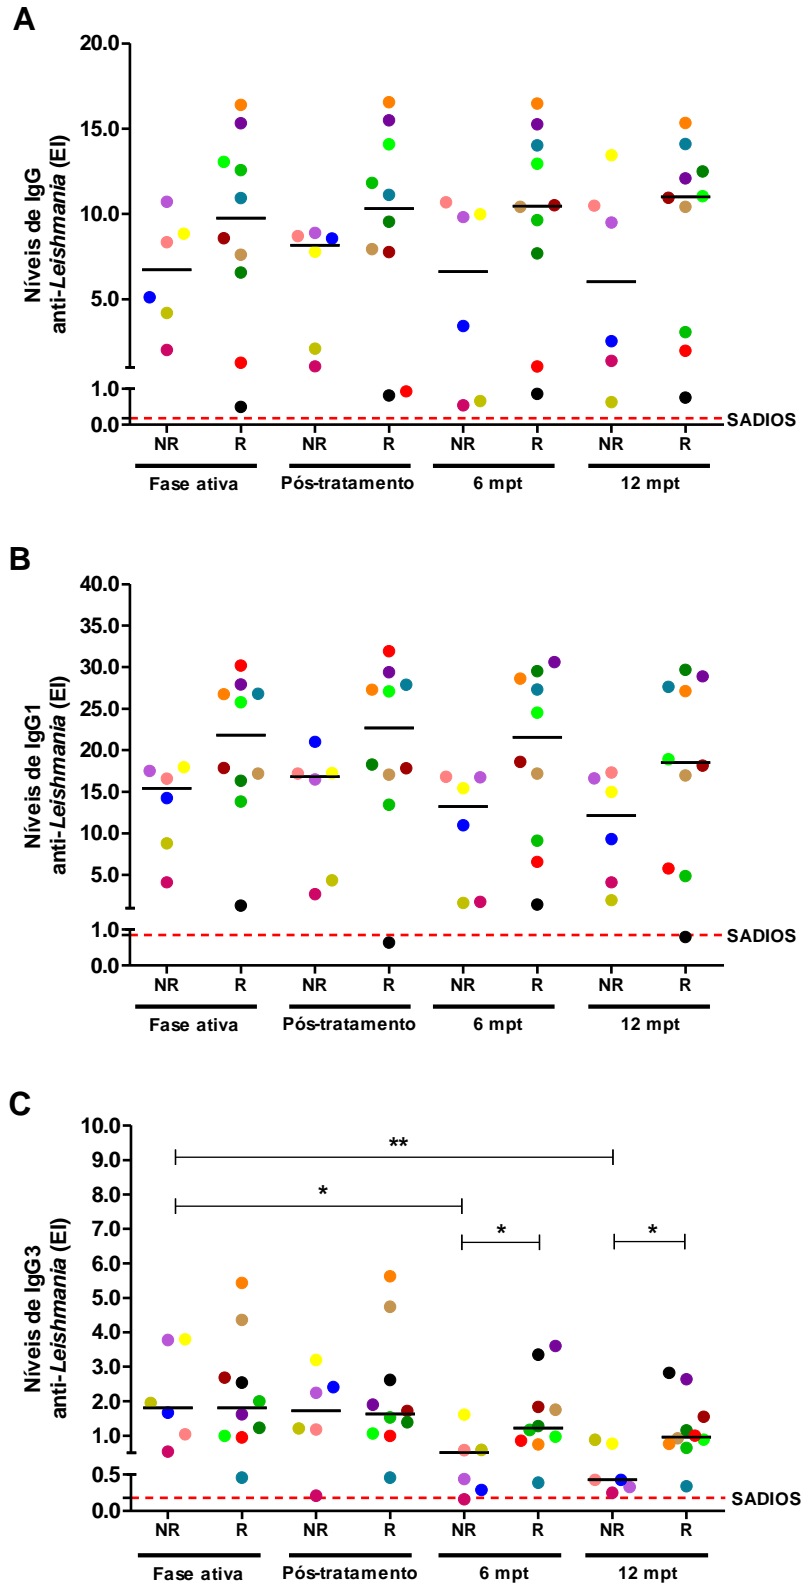 A
Níveis de IgG
anti-Leishmania (EI)
20.0
15.0
10.0
5.0
1.0
0.0
SADIOS
NR R NR R NR R NR R
Fase ativa Pós-tratamento 6 mpt 12 mpt
B
Níveis de IgG1
anti-Leishmania (EI)
40.0
35.0
30.0
25.0
20.0
15.0
10.0
5.0
1.0
0.0
SADIOS
NR R NR R NR R NR R
Fase ativa Pós-tratamento 6 mpt 12 mpt
C
Níveis de IgG3
anti-Leishmania (EI)
10.0
9.0
8.0
7.0
6.0
5.0
4.0
3.0
2.0
1.0
0.5
0.0
**
*
* *
SADIOS
NR R NR R NR R NR R
Fase ativa Pós-tratamento 6 mpt 12 mpt